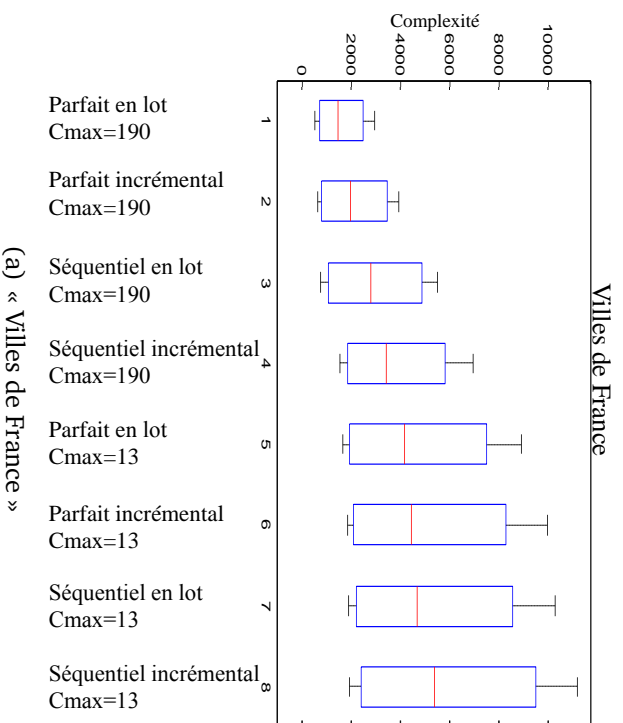 Villes de France
Complexité
0
2000
4000
6000
8000
10000
1
2
3
4
5
6
7
8
Parfait en lot
Cmax=190
Parfait incrémental
Cmax=190
Séquentiel en lot
Cmax=190
Séquentiel incrémental
Cmax=190
Parfait en lot
Cmax=13
Parfait incrémental
Cmax=13
Séquentiel en lot
Cmax=13
Séquentiel incrémental
Cmax=13
(a) « Villes de France »